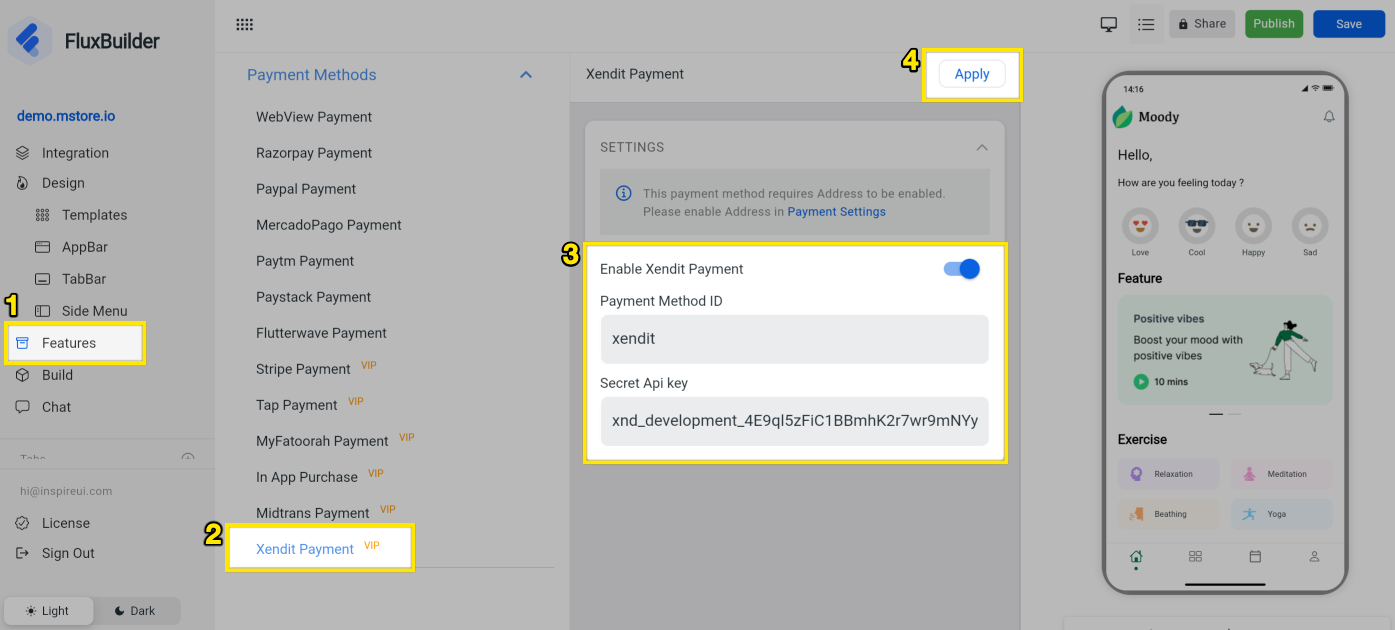 FluxBuilder
demo.mstore.io
Integration
Design
Templates
AppBar
TabBar
1
Side Menu
Features
Build
Chat
Tabs
hi@inspireui.com
License
Sign Out
Light
Dark
Payment Methods
WebView Payment
Razorpay Payment
Paypal Payment
MercadoPago Payment
Paytm Payment
Paystack Payment
Flutterwave Payment
Stripe Payment VIP
Tap Payment VIP
MyFatoorah Payment VIP
In App Purchase VIP
Midtrans Payment VIP
2
Xendit Payment VIP
Xendit Payment
4
Apply
SETTINGS
This payment method requires Address to be enabled.
Please enable Address in Payment Settings
3
Enable Xendit Payment
Payment Method ID
xendit
Secret Api key
xnd_development_4E9ql5zFiC1BBmhK2r7wr9mNYy
Share
Publish
Save
14:16
Moody
Hello,
How are you feeling today ?
Love
Cool
Happy
Sad
Feature
Positive vibes
Boost your mood with
positive vibes
10 mins
Exercise
Relaxation
Meditation
Beathing
Yoga